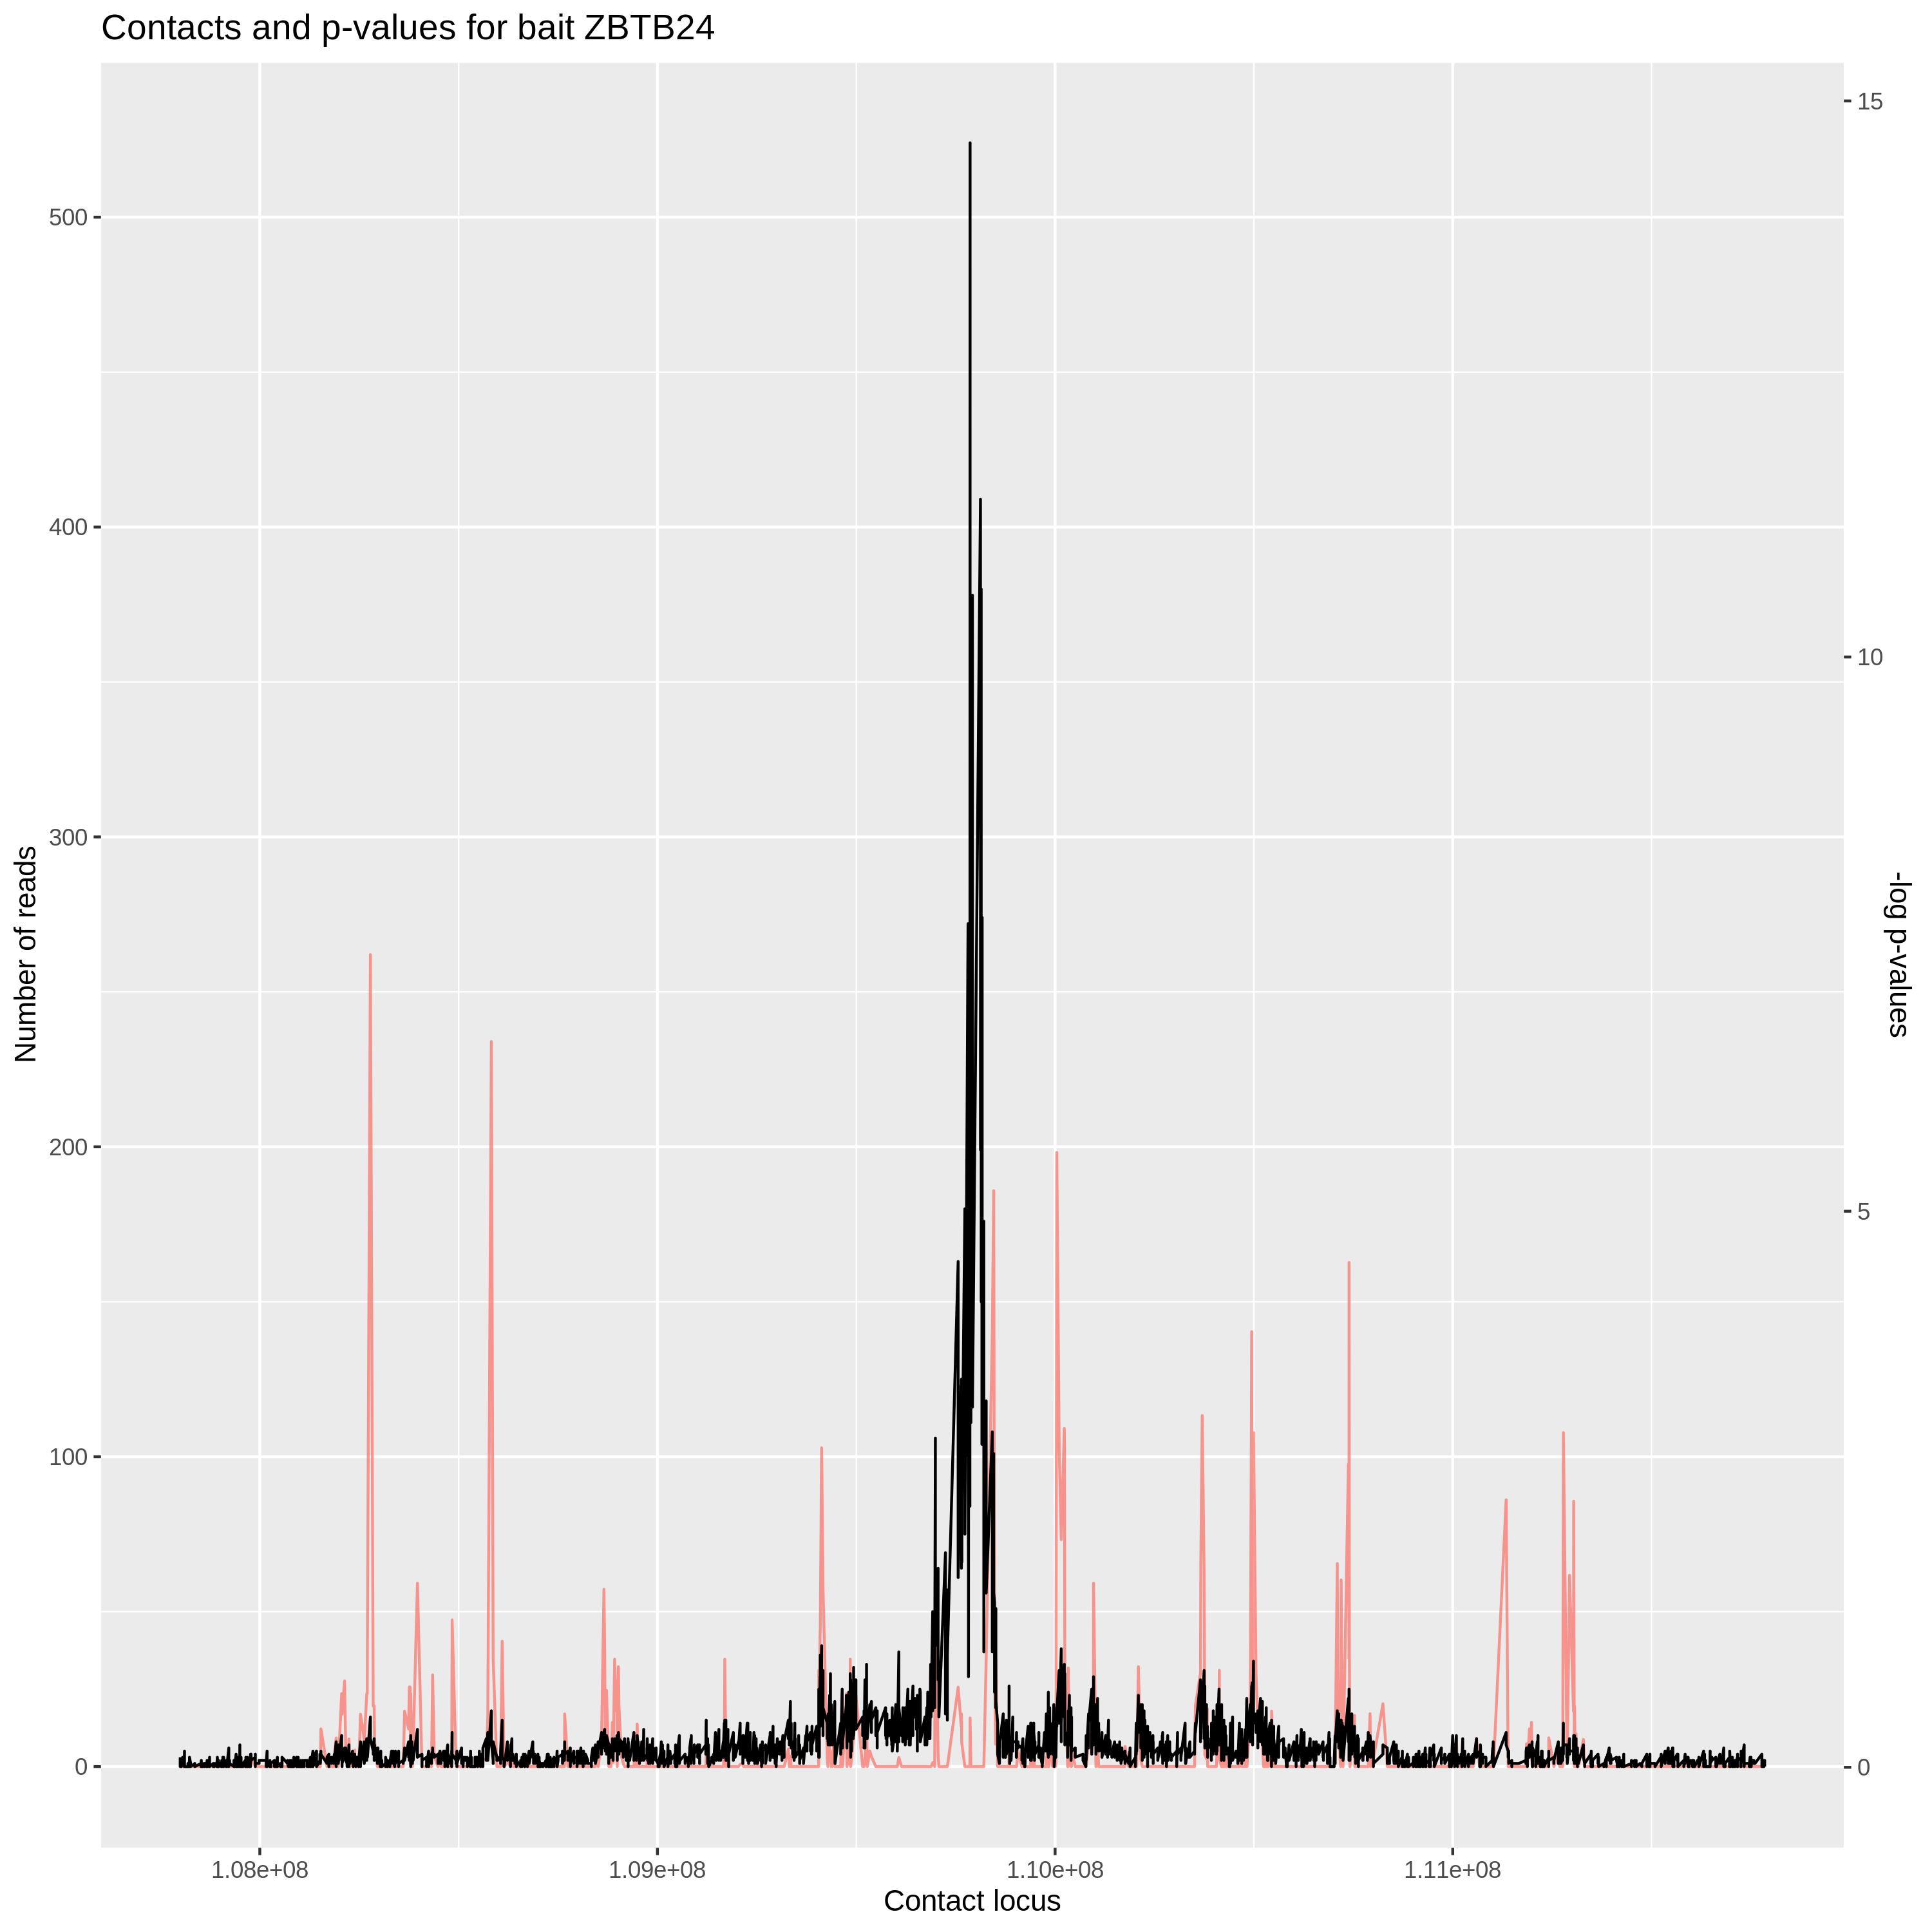 Contacts and p-values for bait ZBTB24
15
500
400
10
300
Number of reads
-log p-values
200
5
100
0
0
1.08e+08
1.09e+08
1.10e+08
1.11e+08
Contact locus